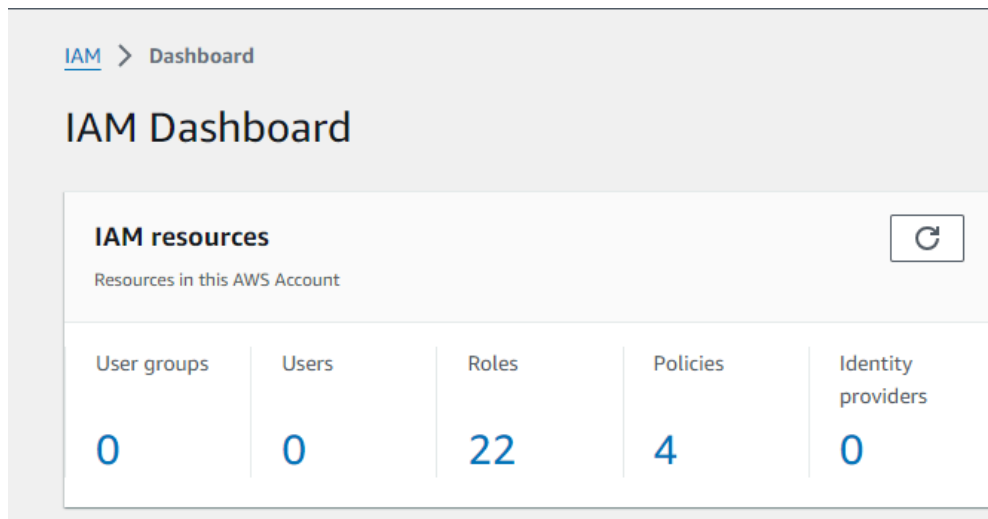 IAM > Dashboard
IAM Dashboard
IAM resources
Resources in this AWS Account
User groups
0
Users
0
Roles
22
Policies
4
Identity
providers
0